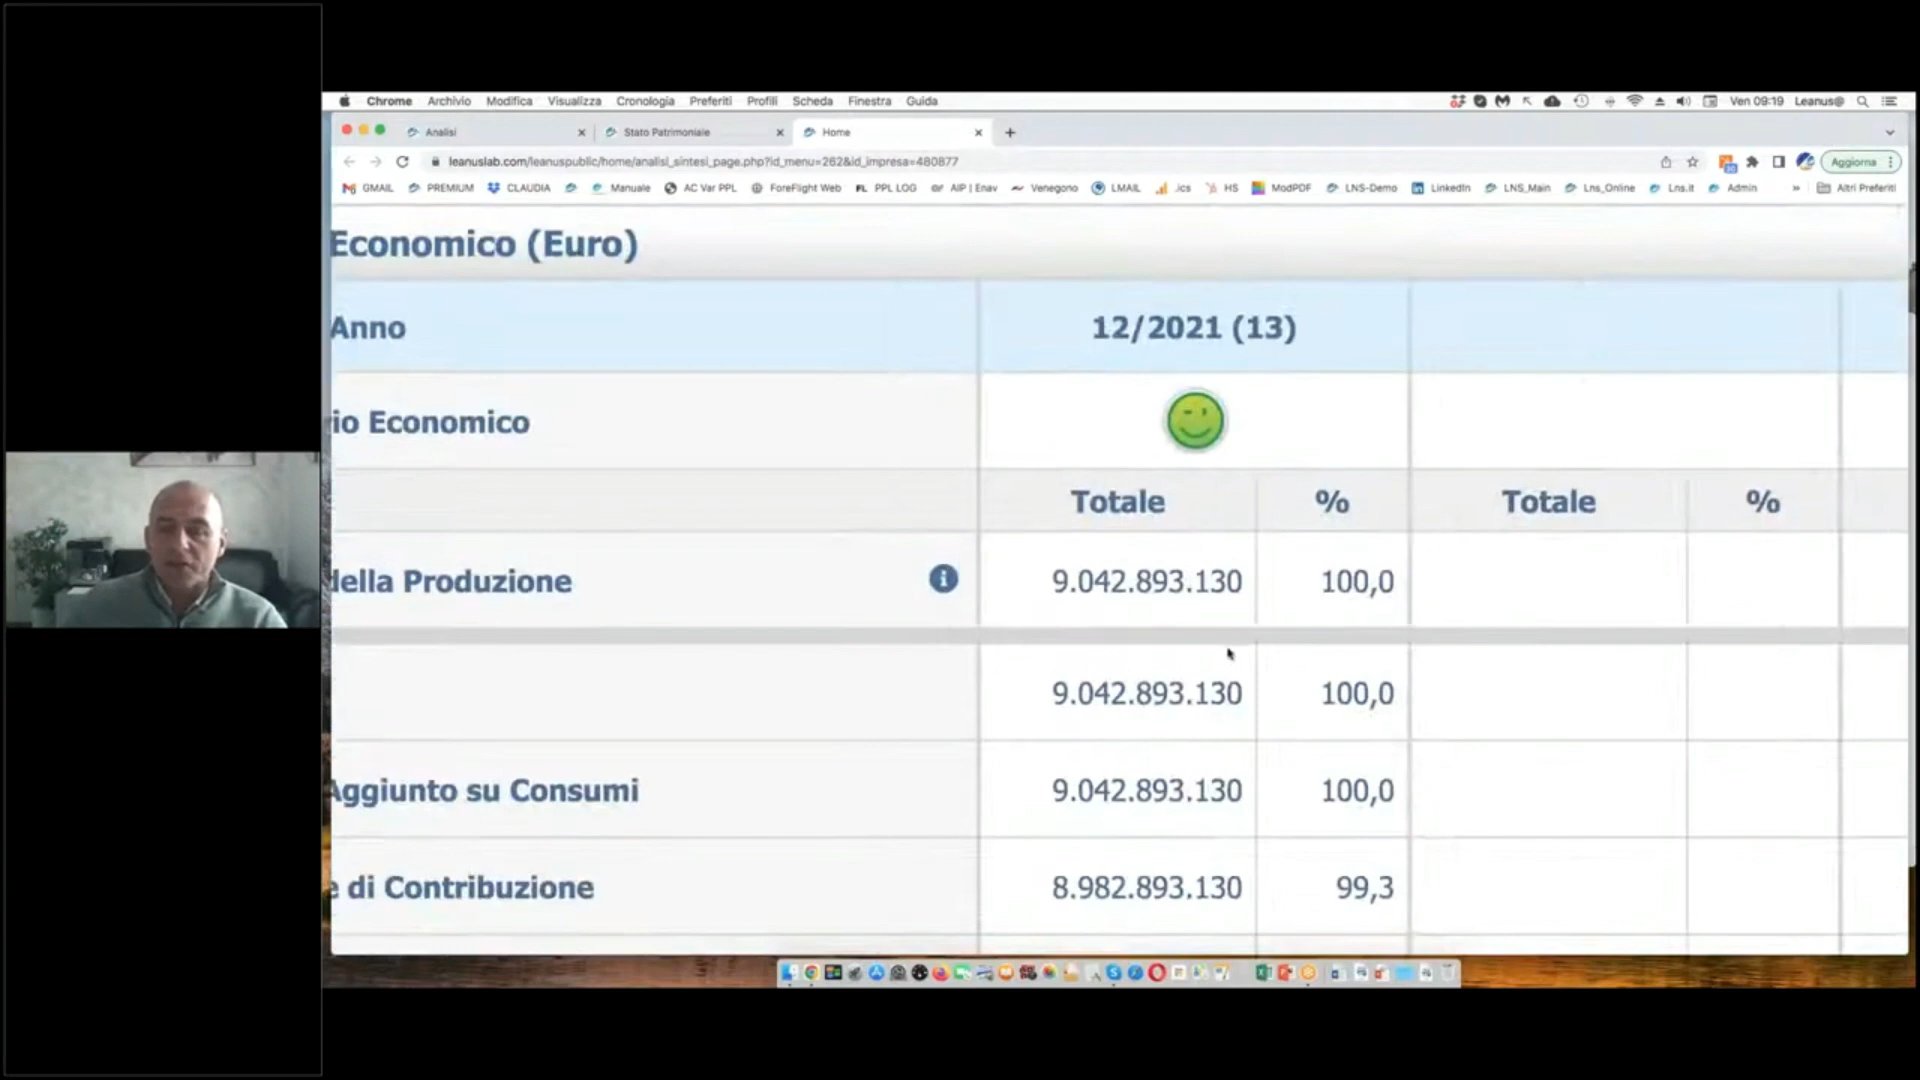 Chrome Archivio Modifica Visualizza Cronologia Preferiti Profili Scheda Finestra Guida Ven 09:19 Leanus@
Analisi Stato Patrimoniale Home
leanuslab.com/leanuspublic/home/analisi_sintesi_page.php?id_menu=262&id_impresa=480877 Aggiorna
GMAIL PREMIUM CLAUDIA Manuale AC Var PPL ForeFlight Web FL PPL LOG AIP | Enav Venegono LMAIL .ics HS ModPDF LNS-Demo LinkedIn LNS_Main Lns_Online Lns.it Admin » Altri Preferiti
Economico (Euro)
Anno 12/2021 (13)
io Economico
Totale % Totale %
della Produzione 9.042.893.130 100,0
9.042.893.130 100,0
Aggiunto su Consumi 9.042.893.130 100,0
e di Contribuzione 8.982.893.130 99,3